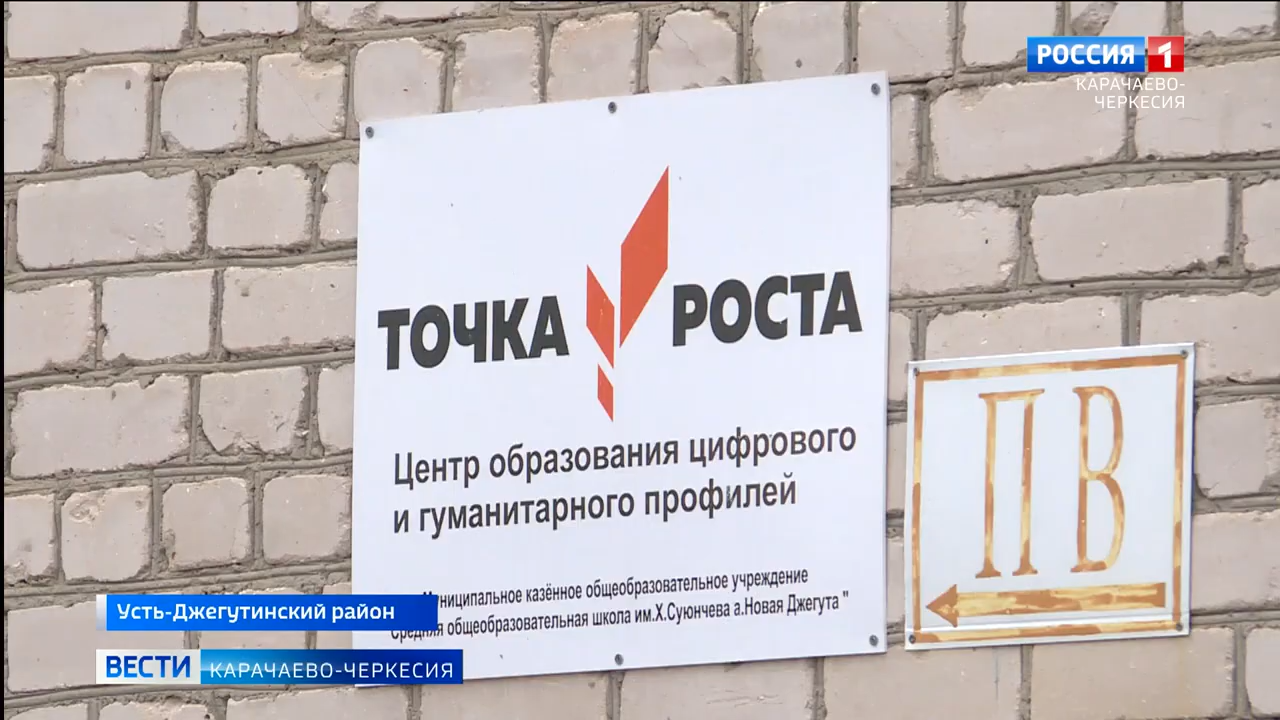 РОССИЯ 1
КАРАЧАЕВО-
ЧЕРКЕСИЯ
ТОЧКА РОСТА
Центр образования цифрового
и гуманитарного профилей
Муниципальное казённое общеобразовательное учреждение
Средняя общеобразовательная школа им.Х.Суюнчева а.Новая Джегута "
ПВ
Усть-Джегутинский район
ВЕСТИ КАРАЧАЕВО-ЧЕРКЕСИЯ